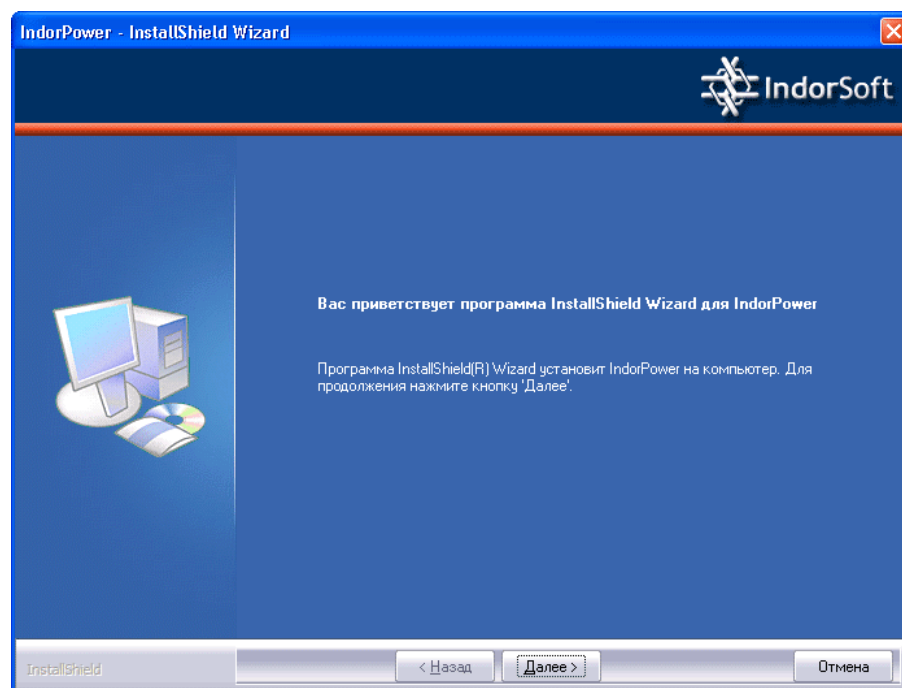 IndorPower - InstallShield Wizard
IndorSoft
Вас приветствует программа InstallShield Wizard для IndorPower
Программа InstallShield(R) Wizard установит IndorPower на компьютер. Для
продолжения нажмите кнопку 'Далее'.
InstallShield
< Назад
Далее >
Отмена